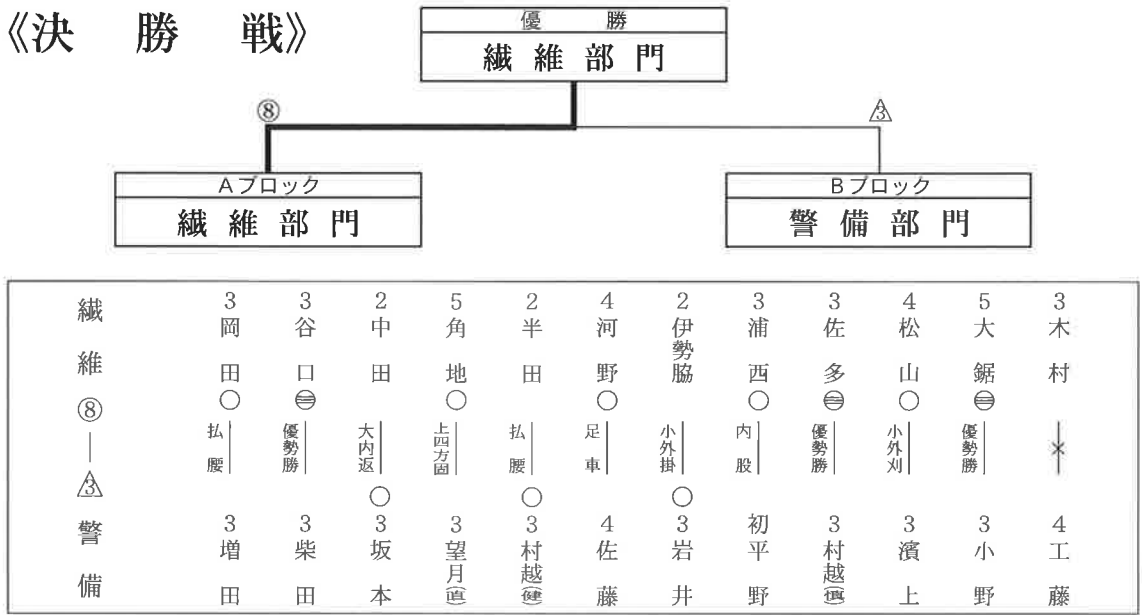 《決勝戦》
優勝
繊維部門
⑧
3
Aブロック
繊維部門
Bブロック
警備部門
繊維⑧―3警備
3岡田○
払腰
3増田
3谷口
優勢勝
3柴田
2中田
大内返
○
3坂本
5角地○
上四方固
3望月(直)
2半田
払腰
○
3村越(健)
4河野○
足車
4佐藤
2伊勢脇
小外掛
○
3岩井
3浦西○
内股
初平野
3佐多
優勢勝
3村越(慎)
4松山○
小外刈
3濱上
5大鋸
優勢勝
3小野
3木村
×
4工藤